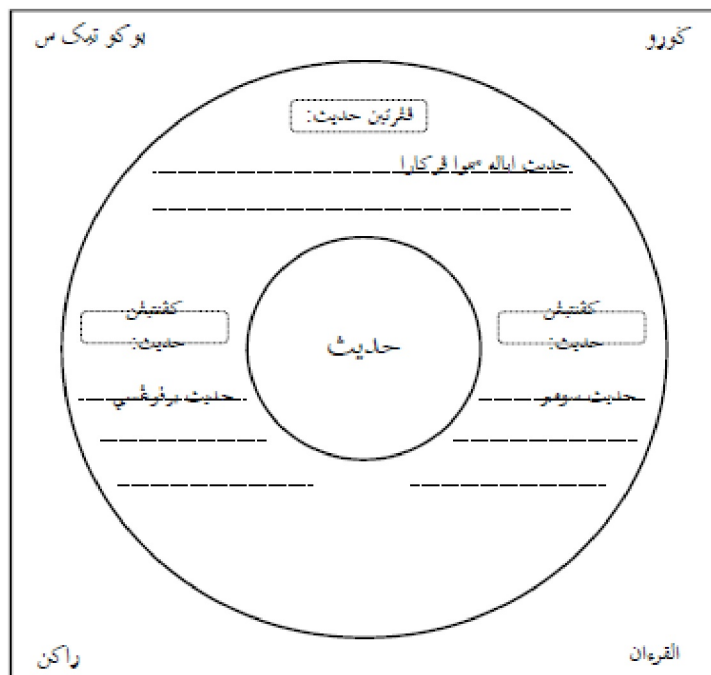 ݢورو
بوکو تيک س
ڤڠرتين حديث:
حديث اياله سموا ڤرکارا
کڤنتيڠن
حديث:
حديث سومبر
کڤنتيڠن
حديث:
حديث برفوڠسي
حديث
القرءان
راکن